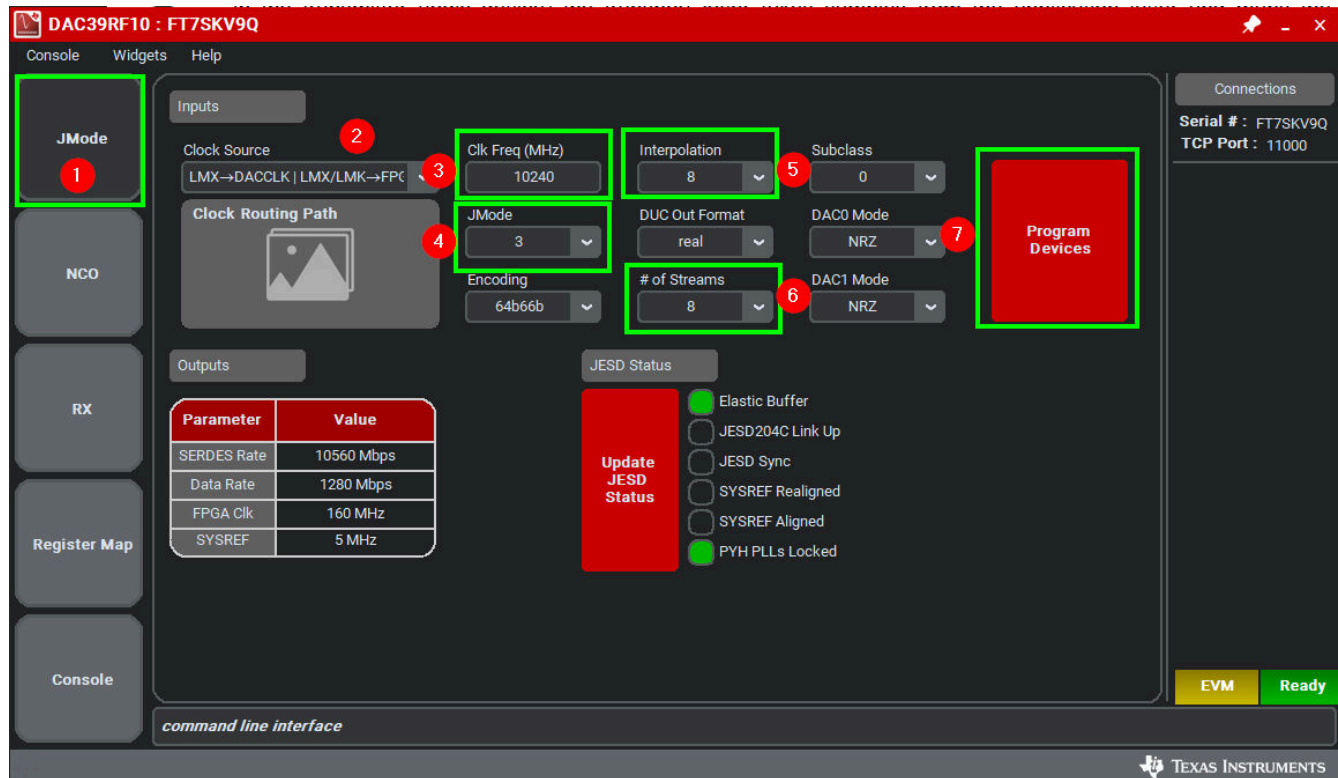 DAC39RF10 : FT7SKV9Q
Console Widgets Help
JMode
1
NCO
RX
Register Map
Console
Inputs
Clock Source
2
LMX→DACCLK | LMX/LMK→FPG
Clock Routing Path
3
Clk Freq (MHz)
10240
4
JMode
3
Encoding
64b66b
Interpolation
8
5
DUC Out Format
real
# of Streams
8
6
Subclass
0
DAC0 Mode
NRZ
DAC1 Mode
NRZ
7
Program
Devices
Outputs
Parameter Value
SERDES Rate 10560 Mbps
Data Rate 1280 Mbps
FPGA Clk 160 MHz
SYSREF 5 MHz
JESD Status
Update
JESD
Status
Elastic Buffer
JESD204C Link Up
JESD Sync
SYSREF Realigned
SYSREF Aligned
PYH PLLs Locked
Connections
Serial # : FT7SKV9Q
TCP Port : 11000
EVM Ready
command line interface
TEXAS INSTRUMENTS